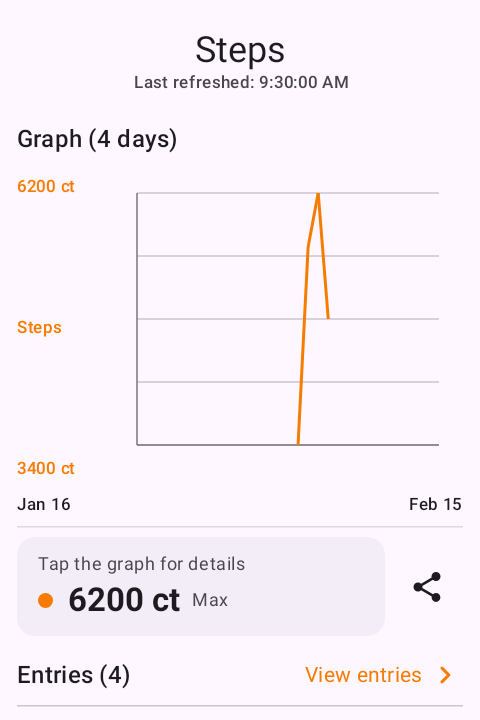 Steps
Last refreshed: 9:30:00 AM
Graph (4 days)
6200 ct
Steps
3400 ct
Jan 16
Feb 15
Tap the graph for details
6200 ct Max
Entries (4)
View entries